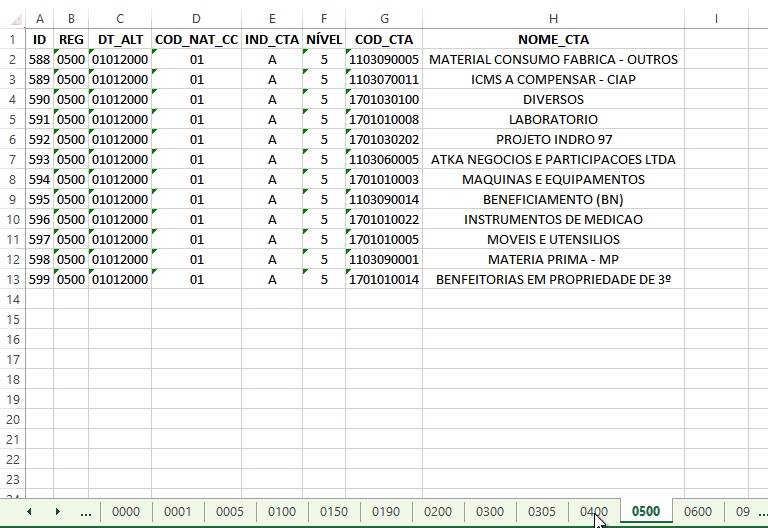 A B C D E F G H I
1 ID REG DT_ALT COD_NAT_CC IND_CTA NÍVEL COD_CTA NOME_CTA
2 588 0500 01012000 01 A 5 1103090005 MATERIAL CONSUMO FABRICA - OUTROS
3 589 0500 01012000 01 A 5 1103070011 ICMS A COMPENSAR - CIAP
4 590 0500 01012000 01 A 5 1701030100 DIVERSOS
5 591 0500 01012000 01 A 5 1701010008 LABORATORIO
6 592 0500 01012000 01 A 5 1701030202 PROJETO INDRO 97
7 593 0500 01012000 01 A 5 1103060005 ATKA NEGOCIOS E PARTICIPACOES LTDA
8 594 0500 01012000 01 A 5 1701010003 MAQUINAS E EQUIPAMENTOS
9 595 0500 01012000 01 A 5 1103090014 BENEFICIAMENTO (BN)
10 596 0500 01012000 01 A 5 1701010022 INSTRUMENTOS DE MEDICAO
11 597 0500 01012000 01 A 5 1701010005 MOVEIS E UTENSILIOS
12 598 0500 01012000 01 A 5 1103090001 MATERIA PRIMA - MP
13 599 0500 01012000 01 A 5 1701010014 BENFEITORIAS EM PROPRIEDADE DE 3º
14
15
16
17
18
19
20
21
22
23
... 0000 0001 0005 0100 0150 0190 0200 0300 0305 0400 0500 0600 09 ...